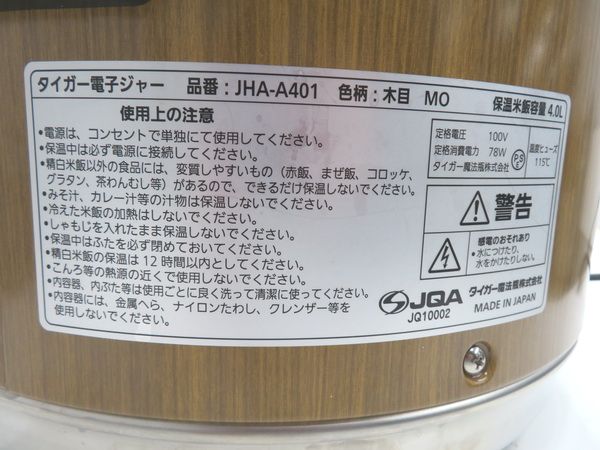 タイガー電子ジャー 品番：JHA-A401 色柄：木目 MO 保温米飯容量 4.0L
使用上の注意
•電源は、コンセントで単独にて使用してください。
•保温中は必ず電源に接続してください。
•精白米飯以外の食品には、変質しやすいもの（赤飯、まぜ飯、コロッケ、
グラタン、茶わんむし等）があるので、できるだけ保温しないでください。
•みそ汁、カレー汁等の汁物は保温しないでください。
•冷えた米飯の加熱はしないでください。
•しゃもじを入れたまま保温しないでください。
•保温中はふたを必ず閉めておいてください。
•精白米飯の保温は12時間以内としてください。
•こんろ等の熱源の近くで使用しないでください。
•内容器、内ぶた等は使用ごとに良く洗って清潔に使ってください。
•内容器には、金属へら、ナイロンたわし、クレンザー等を
使用しないでください。
定格電圧 100V
定格消費電力 78W
タイガー魔法瓶株式会社
PS
温度ヒューズ
115℃
警告
感電のおそれあり
•水につけたり、
水をかけたりしない。
JQA
JQ10002
タイガー魔法瓶株式会社
MADE IN JAPAN